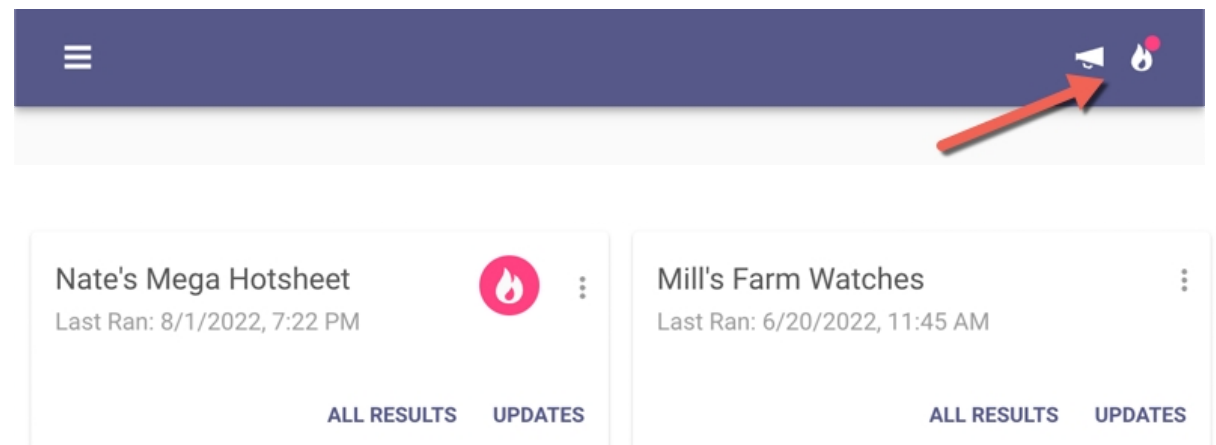 Nate's Mega Hotsheet
Last Ran: 8/1/2022, 7:22 PM
ALL RESULTS UPDATES
Mill's Farm Watches
Last Ran: 6/20/2022, 11:45 AM
ALL RESULTS UPDATES